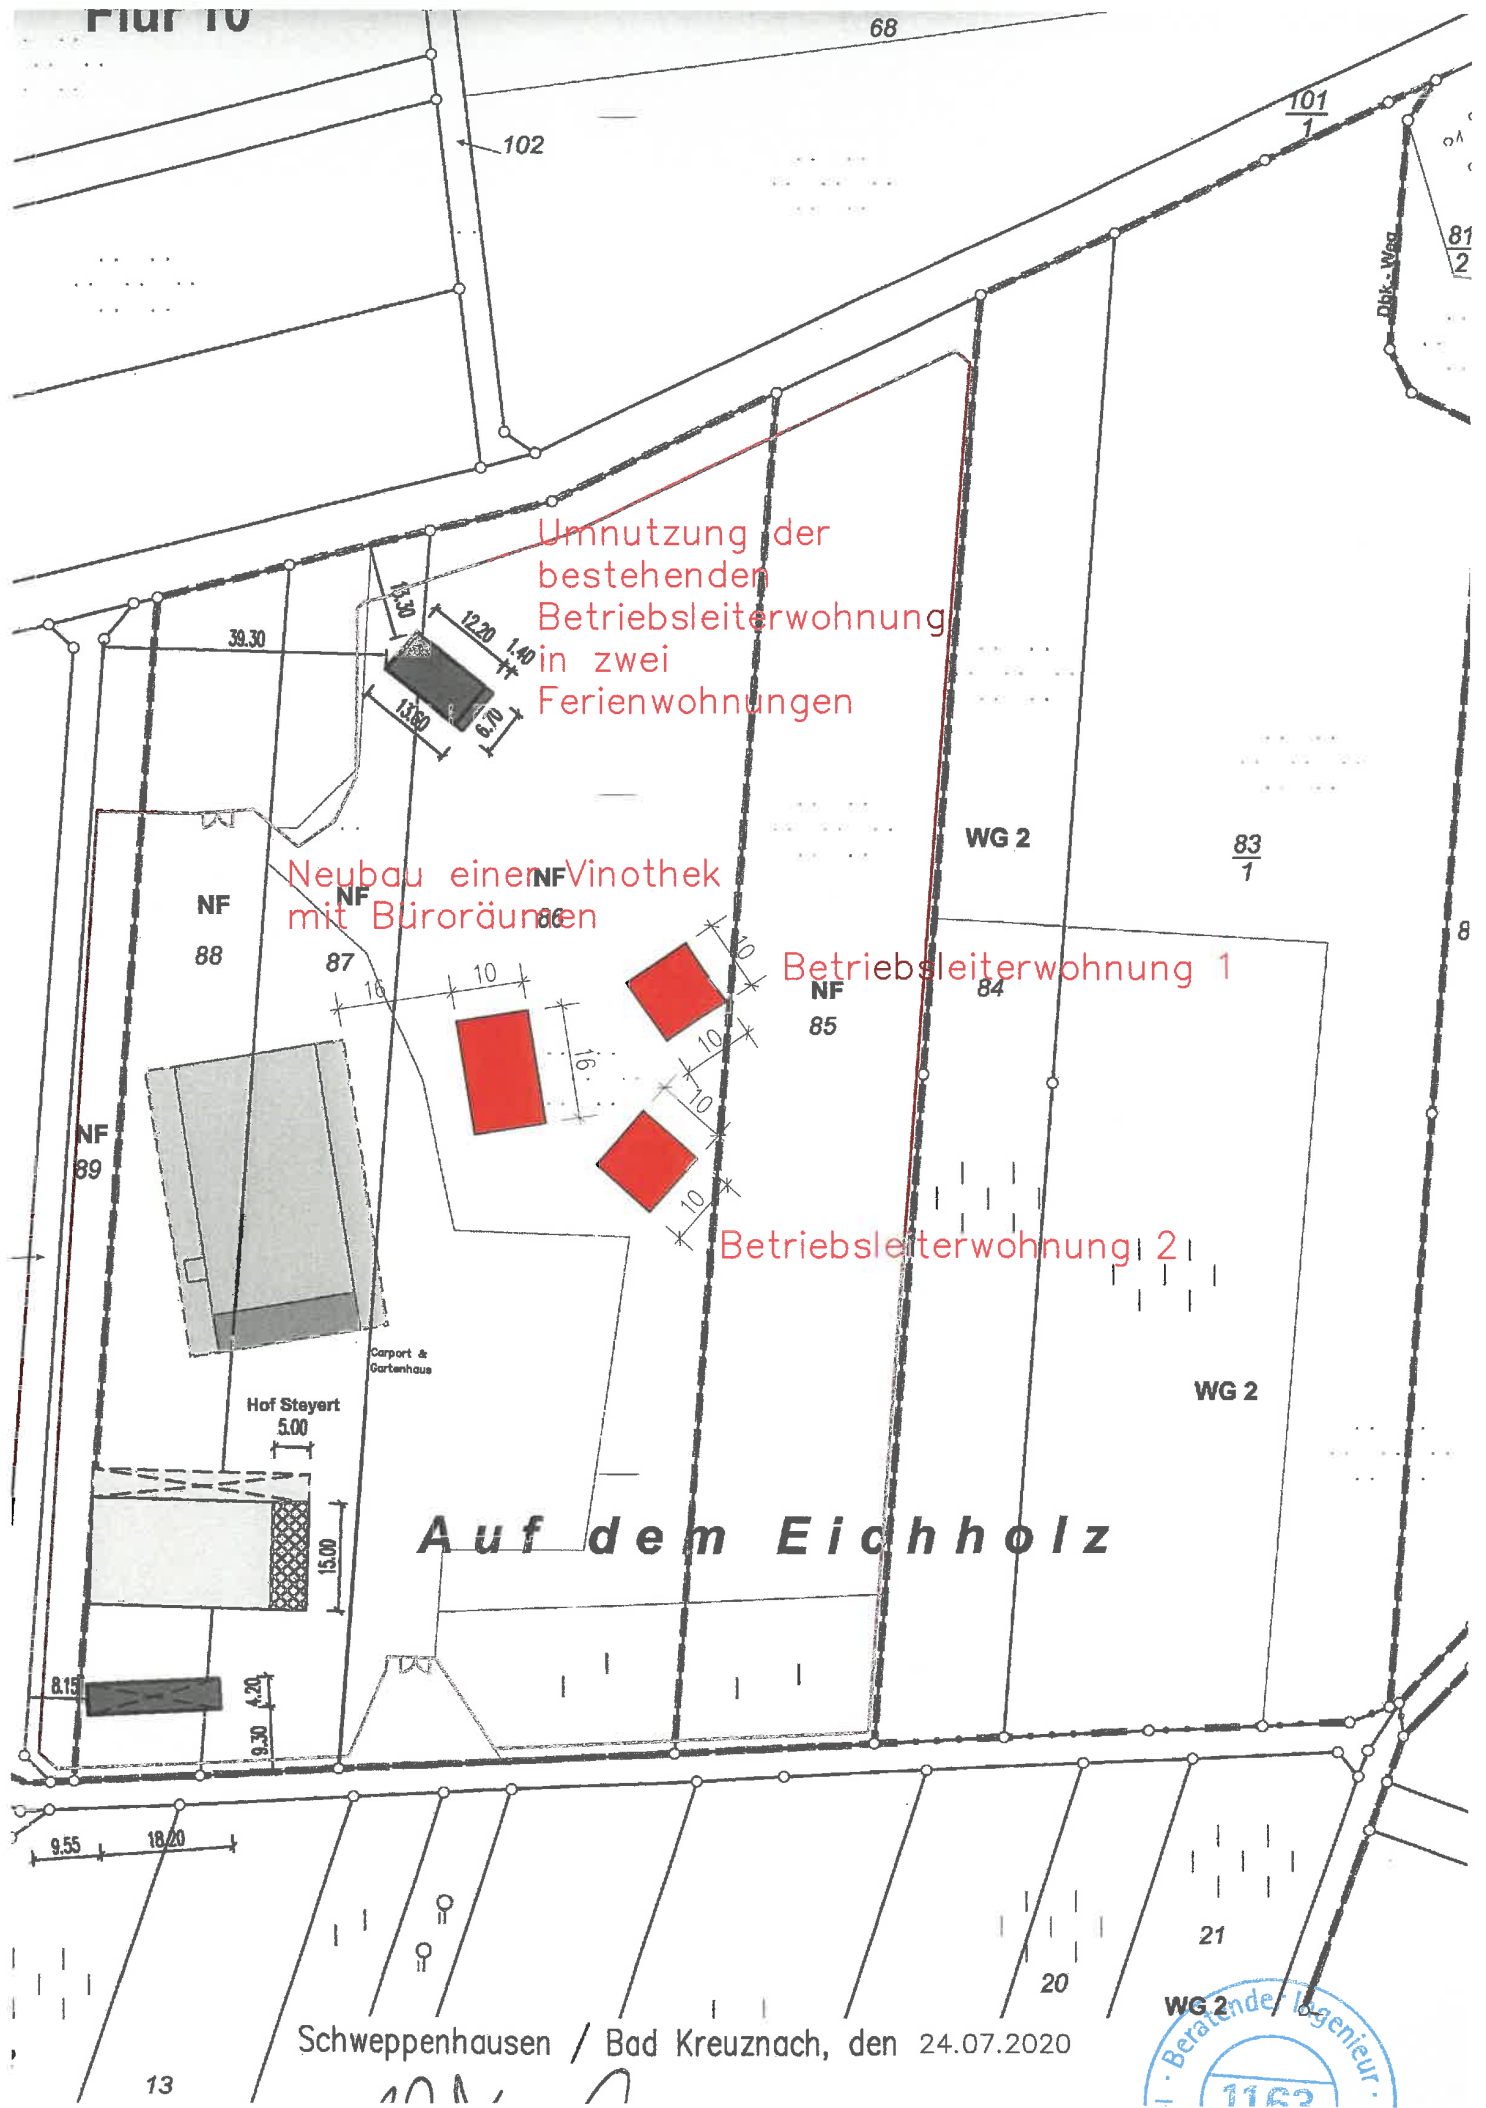 Flur 10
68
101
1
102
81
2
Dbk.-Weg
Umnutzung der
bestehenden
Betriebsleiterwohnung
in zwei
Ferienwohnungen
13.30
12.20
1.40
39.30
13.60
6.70
WG 2
83
1
Neubau einer Vinothek
mit Büroräumen
NF
NF
NF
86
88
87
8
Betriebsleiterwohnung 1
NF
85
84
16
10
10
10
16
10
10
NF
89
Betriebsleiterwohnung 2
Carport &
Gartenhaus
WG 2
Hof Steyert
5.00
15.00
Auf dem Eichholz
8.15
4.20
9.30
9.55
18.20
21
20
WG 2
Schweppenhausen / Bad Kreuznach, den 24.07.2020
13
Beratender Ingenieur
1163